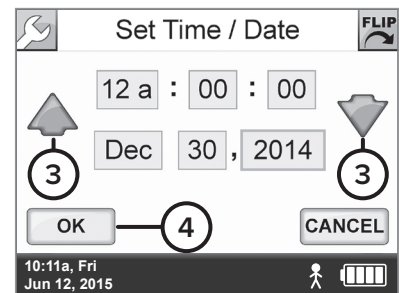 Set Time / Date
FLIP
12 a : 00 : 00
Dec 30 , 2014
3
3
OK
4
CANCEL
10:11a, Fri
Jun 12, 2015